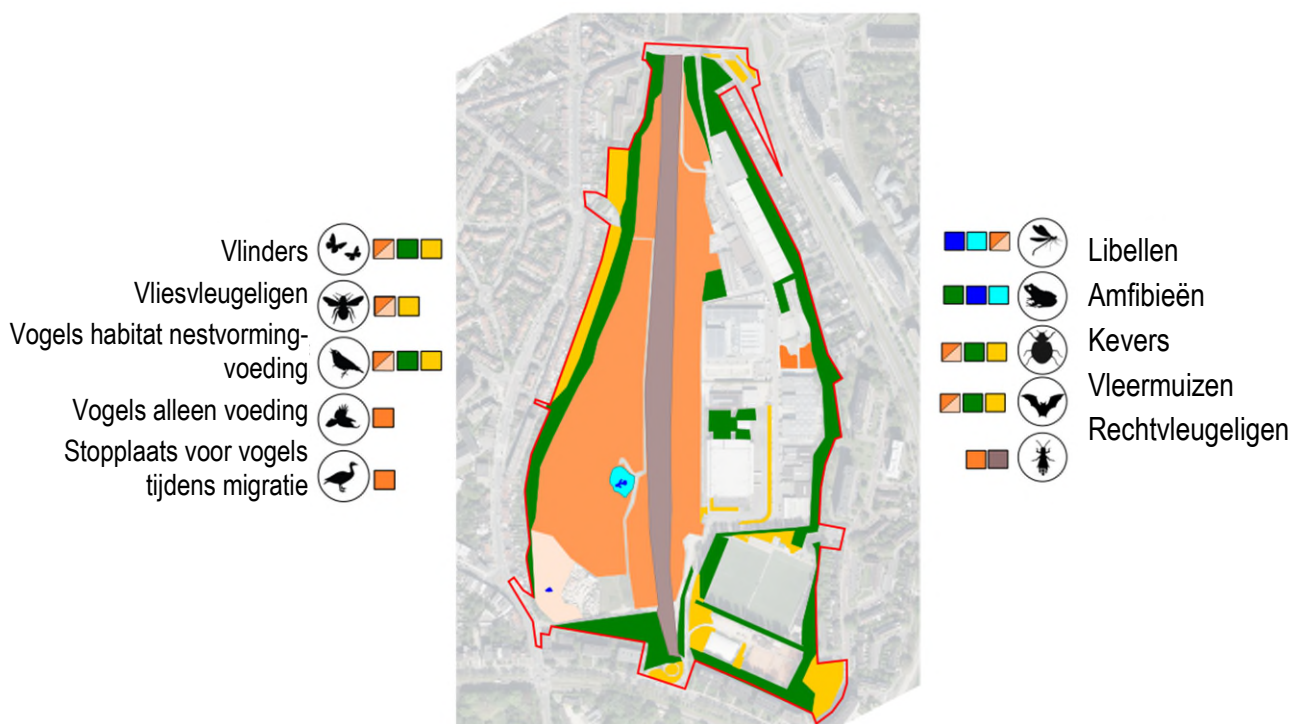 Vlinders
Vliesvleugeligen
Vogels habitat nestvorming-
voeding
Vogels alleen voeding
Stopplaats voor vogels
tijdens migratie
Libellen
Amfibieën
Kevers
Vleermuizen
Rechtvleugeligen